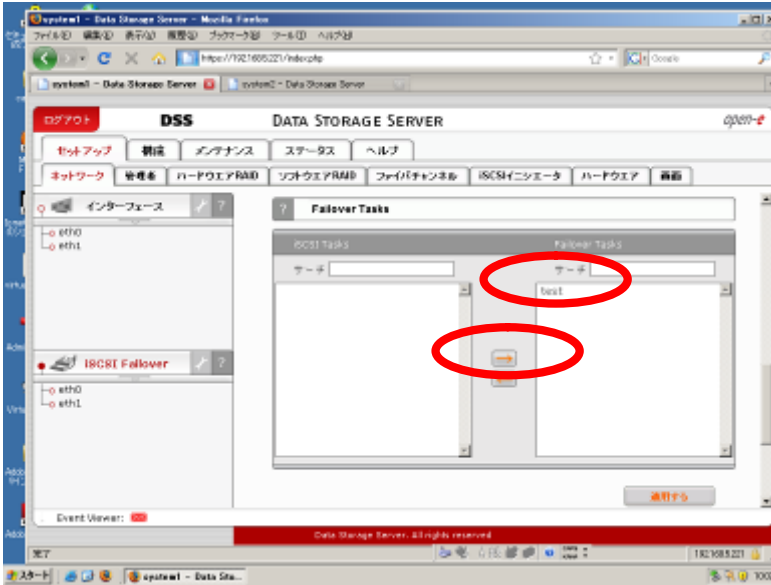 system1 - Data Storage Server - Mozilla Firefox
ファイル(F) 編集(E) 表示(V) 履歴(S) ブックマーク(B) ツール(T) ヘルプ(H)
Google
system1 - Data Storage Server
system2 - Data Storage Server
ログアウト
DSS
DATA STORAGE SERVER
open-e
セットアップ 構成 メンテナンス ステータス ヘルプ
ネットワーク 管理者 ハードウエアRAID ソフトウエアRAID ファイバチャンネル iSCSIイニシエータ ハードウェア 画面
インターフェース
?
eth0
eth1
iSCSI Failover
?
eth0
eth1
? Failover Tasks
iSCSI Tasks
Failover Tasks
サーチ
サーチ
test
→
適用する
Event Viewer:
Data Storage Server. All rights reserved
完了
192.168.5.221
スタート
system1 - Data Sto...